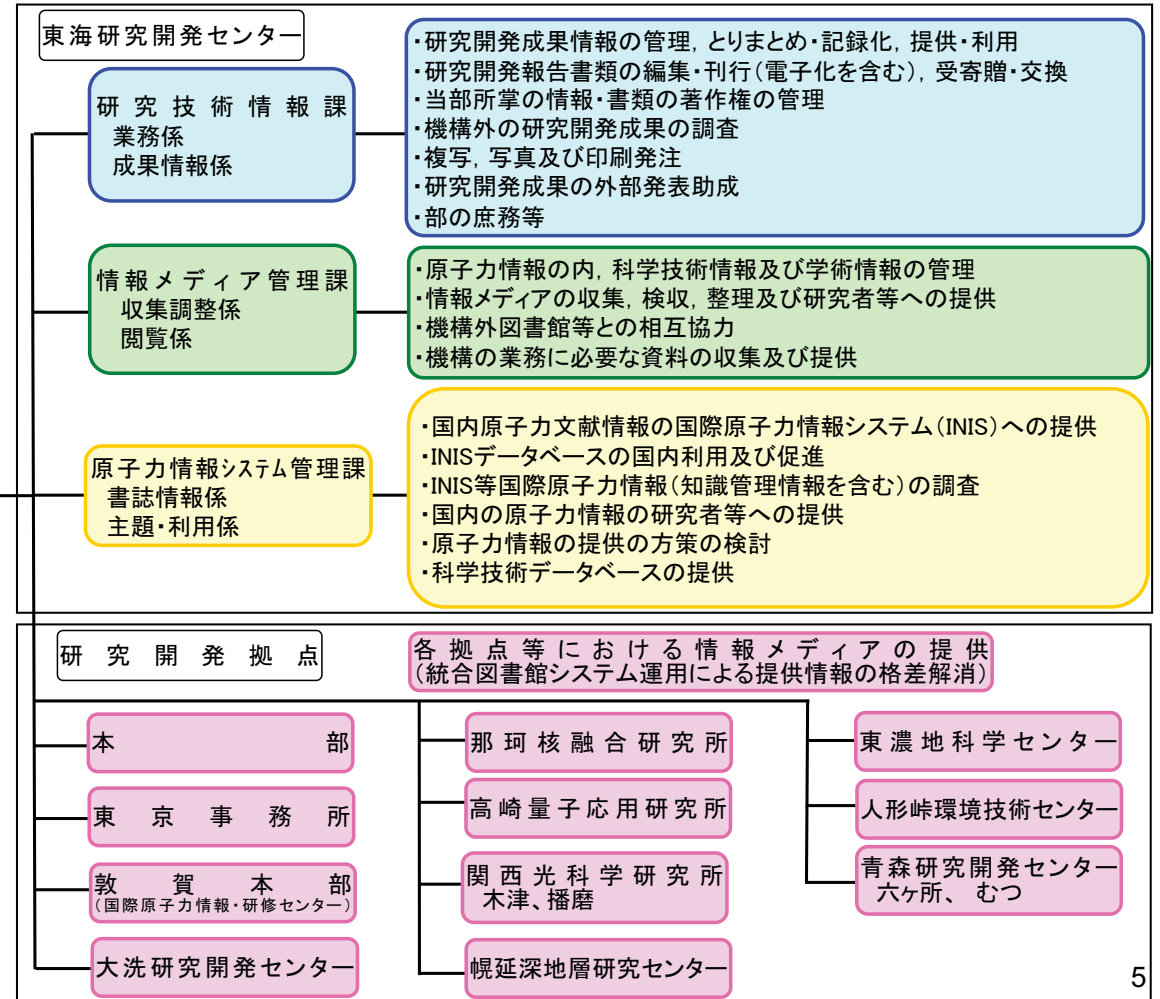 東海研究開発センター
研究技術情報課
業務係
成果情報係
・研究開発成果情報の管理, とりまとめ・記録化, 提供・利用
・研究開発報告書類の編集・刊行(電子化を含む), 受寄贈・交換
・当部所掌の情報・書類の著作権の管理
・機構外の研究開発成果の調査
・複写, 写真及び印刷発注
・研究開発成果の外部発表助成
・部の庶務等
情報メディア管理課
収集調整係
閲覧係
・原子力情報の内, 科学技術情報及び学術情報の管理
・情報メディアの収集, 検収, 整理及び研究者等への提供
・機構外図書館等との相互協力
・機構の業務に必要な資料の収集及び提供
原子力情報システム管理課
書誌情報係
主題・利用係
・国内原子力文献情報の国際原子力情報システム(INIS)への提供
・INISデータベースの国内利用及び促進
・INIS等国際原子力情報(知識管理情報を含む)の調査
・国内の原子力情報の研究者等への提供
・原子力情報の提供の方策の検討
・科学技術データベースの提供
研究開発拠点
各拠点等における情報メディアの提供
(統合図書館システム運用による提供情報の格差解消)
本部
東京事務所
敦賀本部
(国際原子力情報・研修センター)
大洗研究開発センター
那珂核融合研究所
高崎量子応用研究所
関西光科学研究所
木津、播磨
幌延深地層研究センター
東濃地科学センター
人形峠環境技術センター
青森研究開発センター
六ヶ所、むつ
5